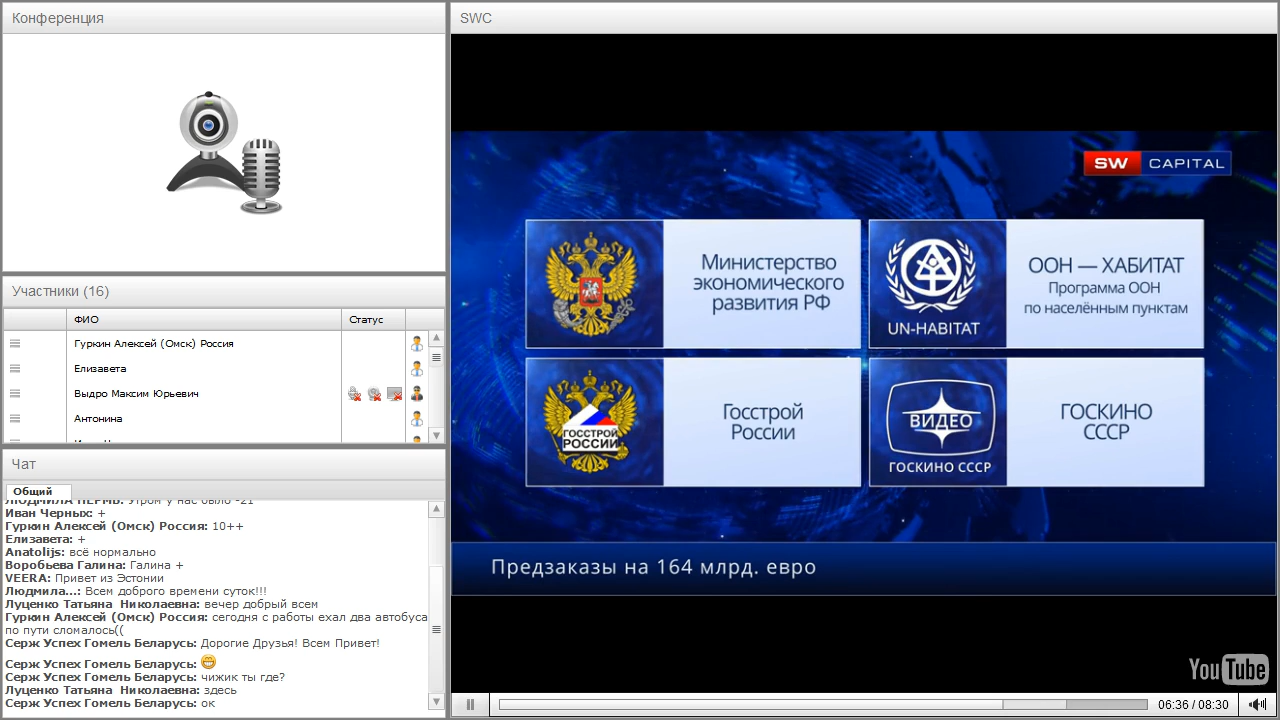 Конференция
Участники (16)
ФИО
Статус
Гуркин Алексей (Омск) Россия
Елизавета
Выдро Максим Юрьевич
Антонина
Чат
Общий
ЛЮДМИЛА ПЕРМЬ: Утром у нас было -21
Иван Черных: +
Гуркин Алексей (Омск) Россия: 10++
Елизавета: +
Anatolijs: всё нормально
Воробьева Галина: Галина +
VEERA: Привет из Эстонии
Людмила...: Всем доброго времени суток!!!
Луценко Татьяна Николаевна: вечер добрый всем
Гуркин Алексей (Омск) Россия: сегодня с работы ехал два автобуса
по пути сломалось((
Серж Успех Гомель Беларусь: Дорогие Друзья! Всем Привет!
Серж Успех Гомель Беларусь:
Серж Успех Гомель Беларусь: чижик ты где?
Луценко Татьяна Николаевна: здесь
Серж Успех Гомель Беларусь: ок
SWC
SW CAPITAL
Министерство
экономического
развития РФ
UN-HABITAT
ООН — ХАБИТАТ
Программа ООН
по населённым пунктам
ГОССТРОЙ
РОССИИ
Госстрой
России
ВИДЕО
ГОСКИНО СССР
ГОСКИНО
СССР
Предзаказы на 164 млрд. евро
YouTube
06:36 / 08:30